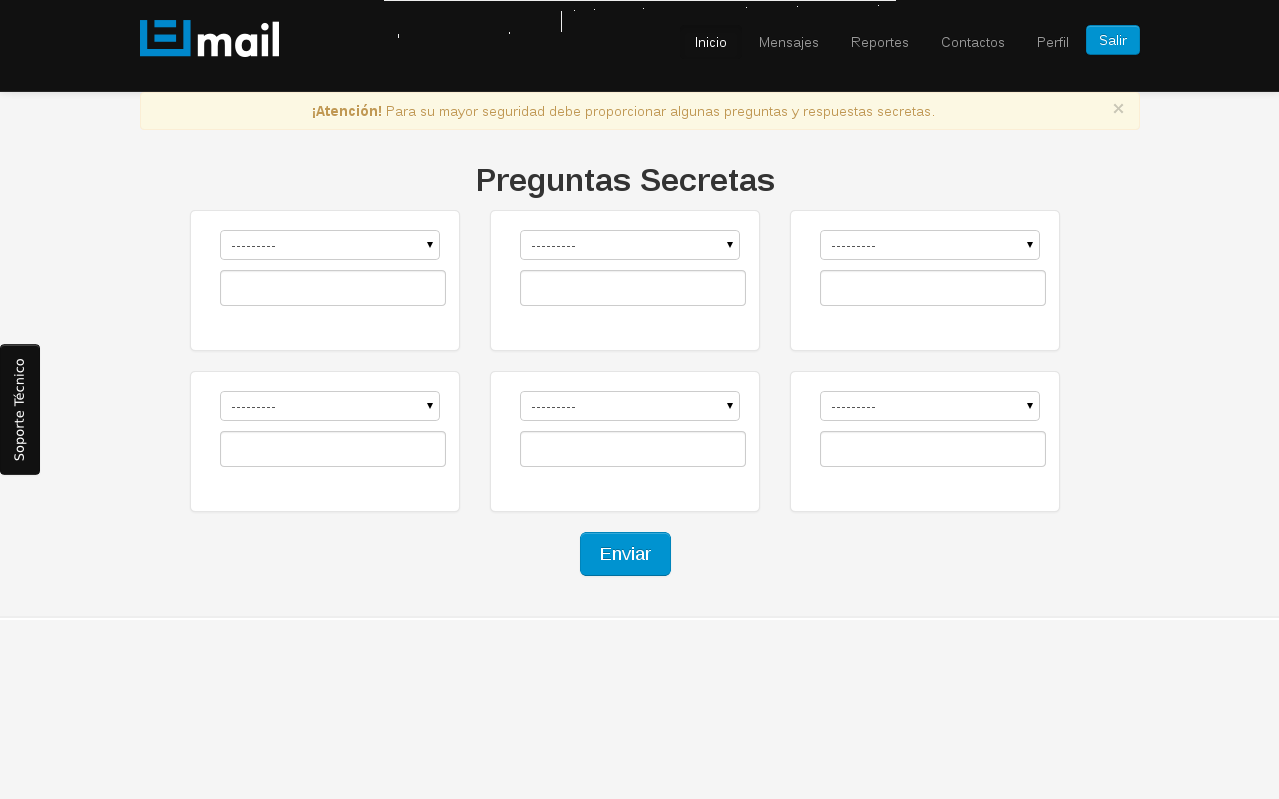 Email
Inicio Mensajes Reportes Contactos Perfil Salir
¡Atención! Para su mayor seguridad debe proporcionar algunas preguntas y respuestas secretas. ×
Preguntas Secretas
--------- --------- ---------
Soporte Técnico
--------- --------- ---------
Enviar